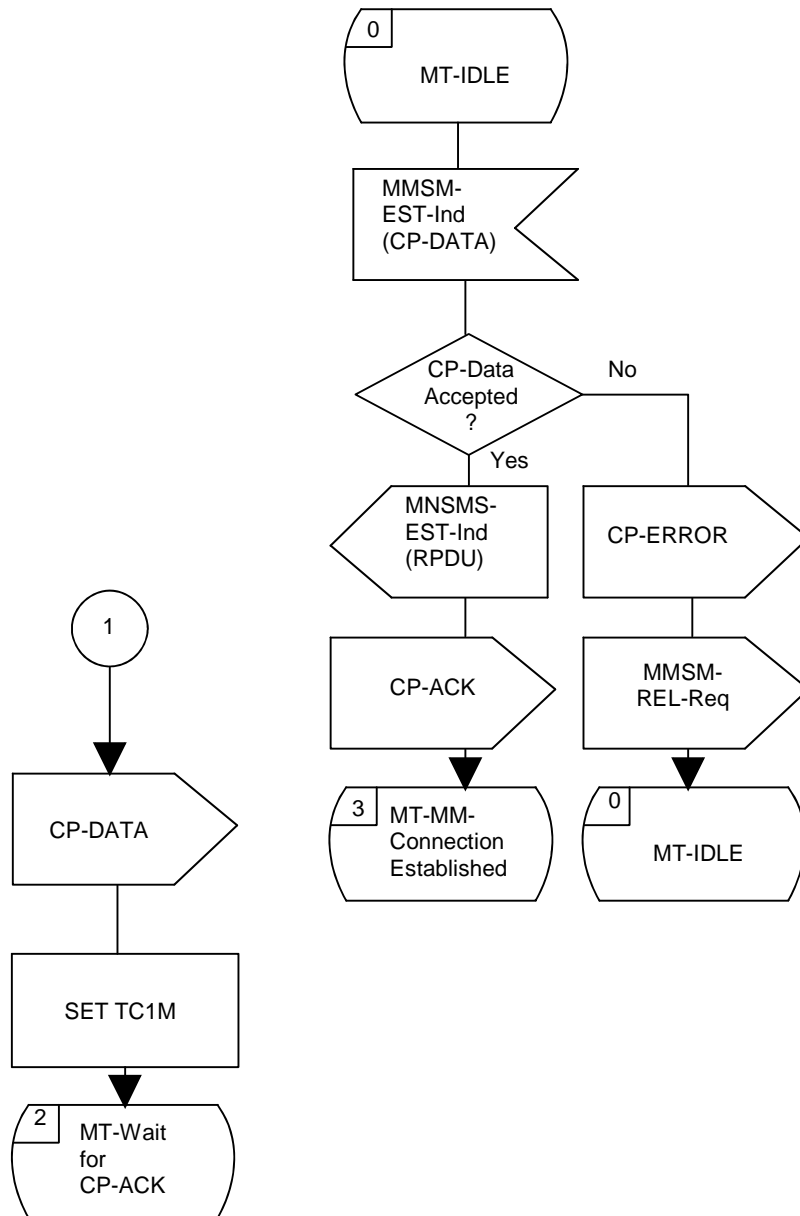 0
MT-IDLE
MMSM-
EST-Ind
(CP-DATA)
CP-Data
Accepted
?
No
Yes
MNSMS-
EST-Ind
(RPDU)
CP-ERROR
CP-ACK
MMSM-
REL-Req
3
MT-MM-
Connection
Established
0
MT-IDLE
1
CP-DATA
SET TC1M
2
MT-Wait
for
CP-ACK